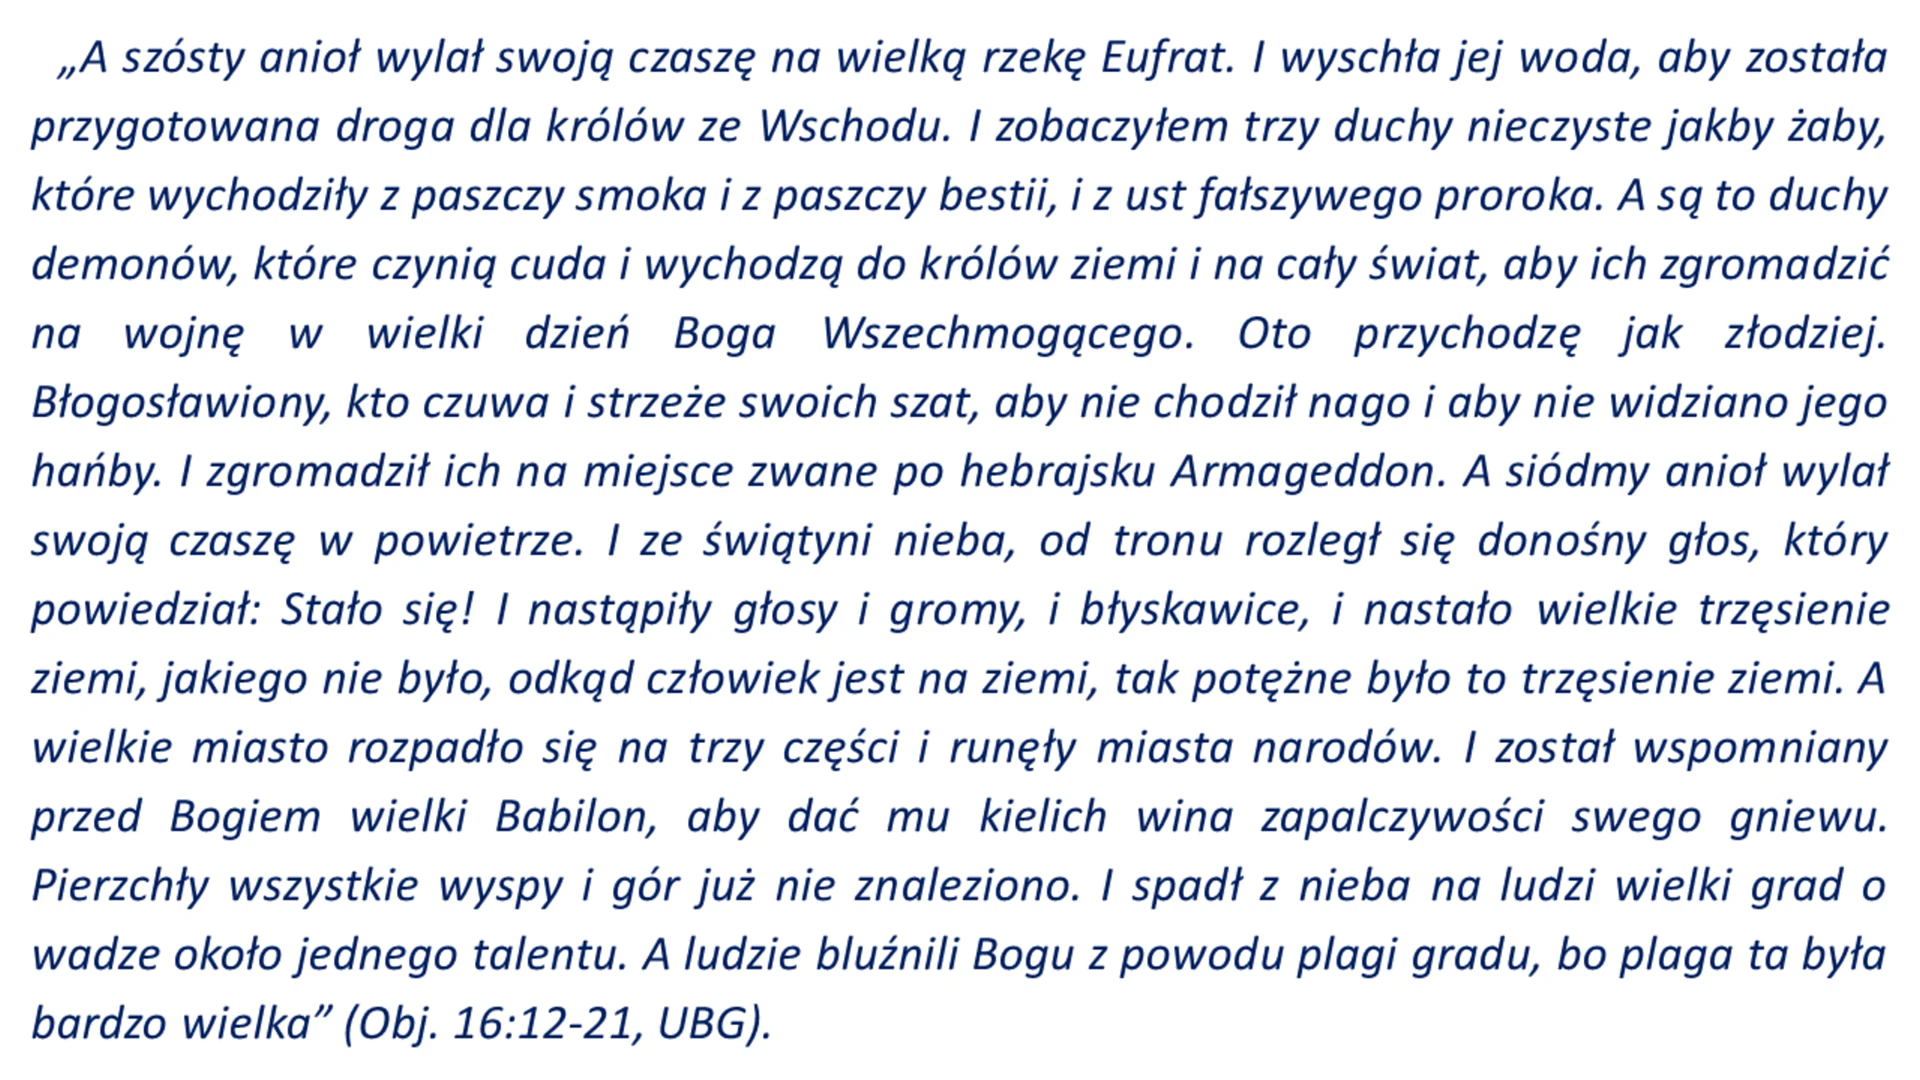 „A szósty anioł wylał swoją czaszę na wielką rzekę Eufrat. I wyschła jej woda, aby została
przygotowana droga dla królów ze Wschodu. I zobaczyłem trzy duchy nieczyste jakby żaby,
które wychodziły z paszczy smoka i z paszczy bestii, i z ust fałszywego proroka. A są to duchy
demonów, które czynią cuda i wychodzą do królów ziemi i na cały świat, aby ich zgromadzić
na wojnę w wielki dzień Boga Wszechmogącego. Oto przychodzę jak złodziej.
Błogosławiony, kto czuwa i strzeże swoich szat, aby nie chodził nago i aby nie widziano jego
hańby. I zgromadził ich na miejsce zwane po hebrajsku Armageddon. A siódmy anioł wylał
swoją czaszę w powietrze. I ze świątyni nieba, od tronu rozległ się donośny głos, który
powiedział: Stało się! I nastąpiły głosy i gromy, i błyskawice, i nastało wielkie trzęsienie
ziemi, jakiego nie było, odkąd człowiek jest na ziemi, tak potężne było to trzęsienie ziemi. A
wielkie miasto rozpadło się na trzy części i runęły miasta narodów. I został wspomniany
przed Bogiem wielki Babilon, aby dać mu kielich wina zapalczywości swego gniewu.
Pierzchły wszystkie wyspy i gór już nie znaleziono. I spadł z nieba na ludzi wielki grad o
wadze około jednego talentu. A ludzie bluźnili Bogu z powodu plagi gradu, bo plaga ta była
bardzo wielka” (Obj. 16:12-21, UBG).